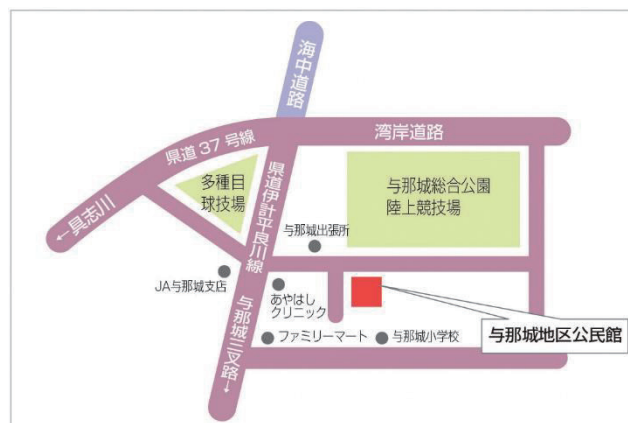 海中道路
県道37号線
湾岸道路
多種目
球技場
県道伊計平良川線
与那城総合公園
陸上競技場
←具志川
与那城出張所
JA与那城支店
あやはし
クリニック
与那城三叉路→
ファミリーマート
与那城小学校
与那城地区公民館